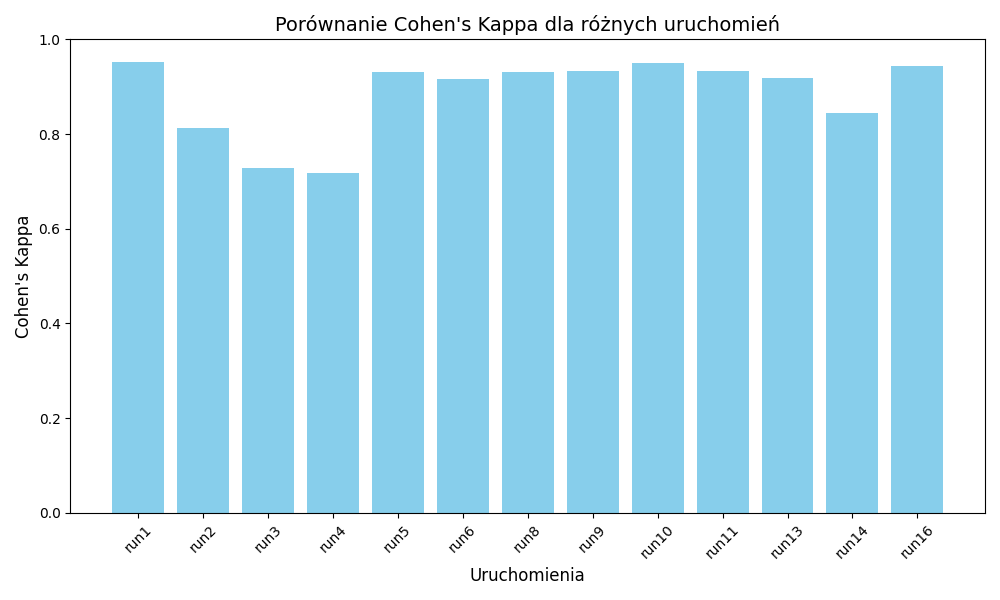 Porównanie Cohen's Kappa dla różnych uruchomień
Cohen's Kappa
1.0
0.8
0.6
0.4
0.2
0.0
run1 run2 run3 run4 run5 run6 run8 run9 run10 run11 run13 run14 run16
Uruchomienia